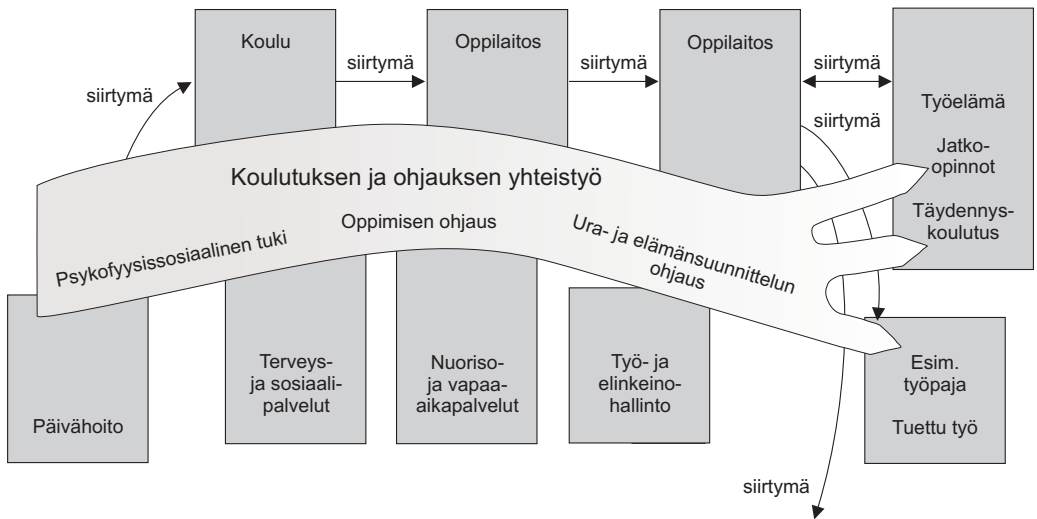 Koulu
Oppilaitos
Oppilaitos
siirtymä
siirtymä
siirtymä
siirtymä
siirtymä
Työelämä
Jatko-
opinnot
Täydennys-
koulutus
Koulutuksen ja ohjauksen yhteistyö
Psykofyysissosiaalinen tuki
Oppimisen ohjaus
Ura- ja elämänsuunnittelun
ohjaus
Päivähoito
Terveys-
ja sosiaali-
palvelut
Nuoriso-
ja vapaa-
aikapalvelut
Työ- ja
elinkeino-
hallinto
Esim.
työpaja
Tuettu työ
siirtymä